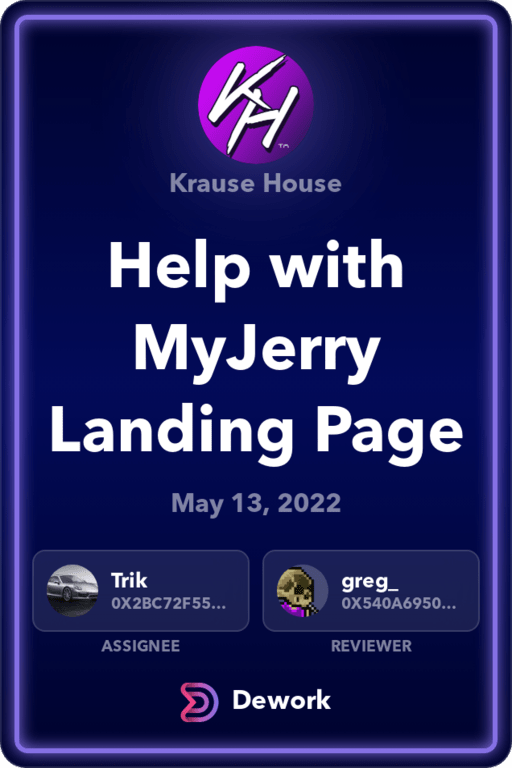 KH
TM
Krause House
Help with
MyJerry
Landing Page
May 13, 2022
Trik
0X2BC72F55...
greg_
0X540A6950...
ASSIGNEE
REVIEWER
Dework